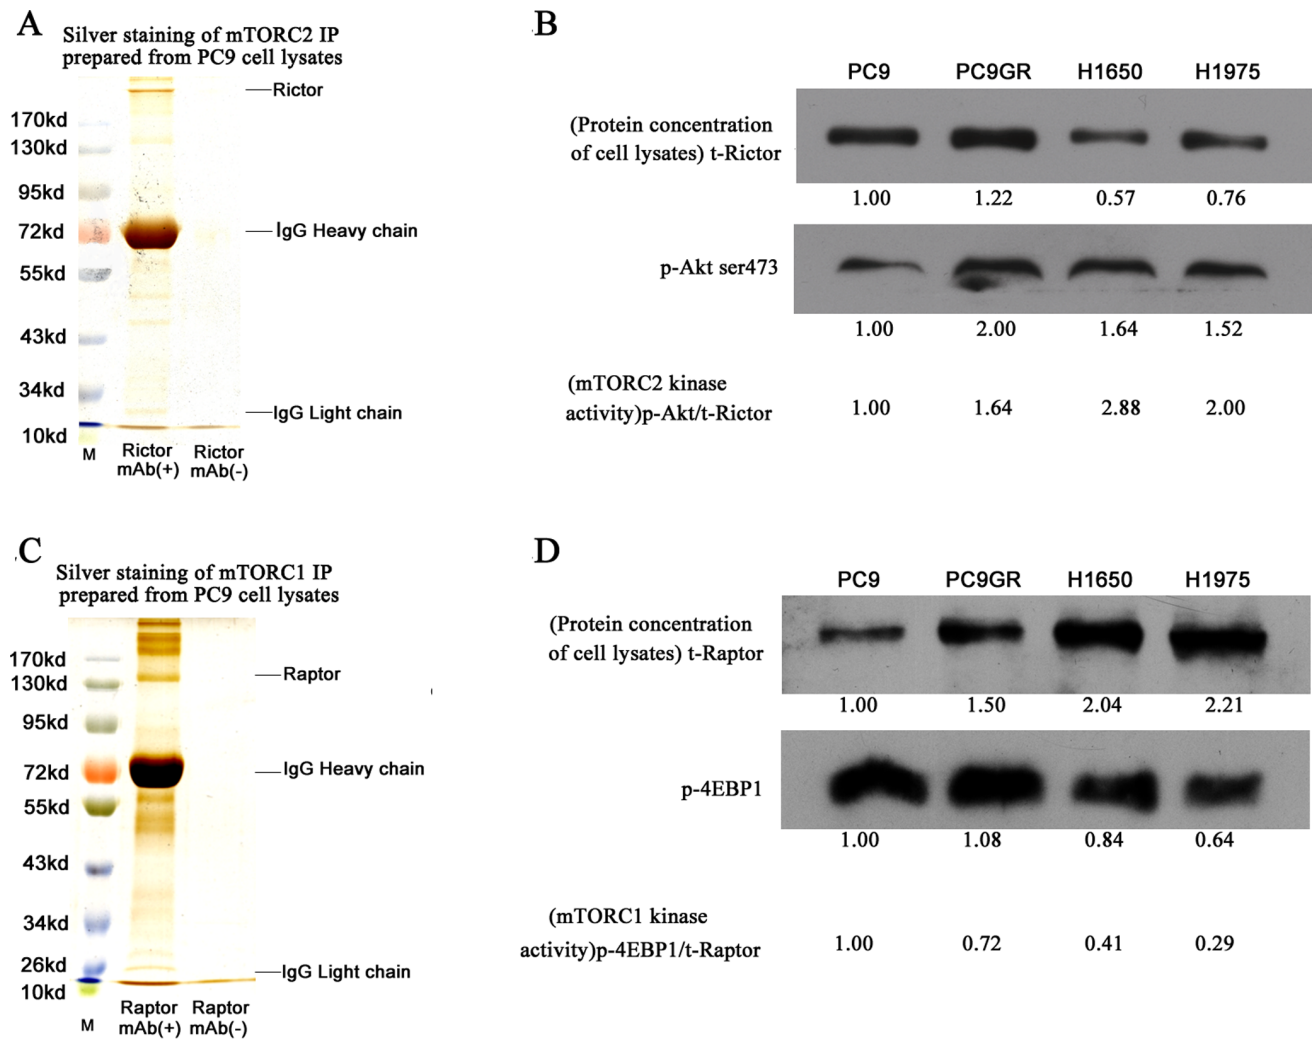 A
Silver staining of mTORC2 IP
prepared from PC9 cell lysates
170kd
130kd
95kd
72kd
55kd
43kd
34kd
10kd
Rictor
IgG Heavy chain
IgG Light chain
M
Rictor
mAb(+)
Rictor
mAb(-)
B
PC9 PC9GR H1650 H1975
(Protein concentration
of cell lysates) t-Rictor
1.00 1.22 0.57 0.76
p-Akt ser473
1.00 2.00 1.64 1.52
(mTORC2 kinase
activity)p-Akt/t-Rictor 1.00 1.64 2.88 2.00
C
Silver staining of mTORC1 IP
prepared from PC9 cell lysates
170kd
130kd
95kd
72kd
55kd
43kd
34kd
26kd
10kd
Raptor
IgG Heavy chain
IgG Light chain
M
Raptor
mAb(+)
Raptor
mAb(-)
D
PC9 PC9GR H1650 H1975
(Protein concentration
of cell lysates) t-Raptor
1.00 1.50 2.04 2.21
p-4EBP1
1.00 1.08 0.84 0.64
(mTORC1 kinase
activity)p-4EBP1/t-Raptor 1.00 0.72 0.41 0.29